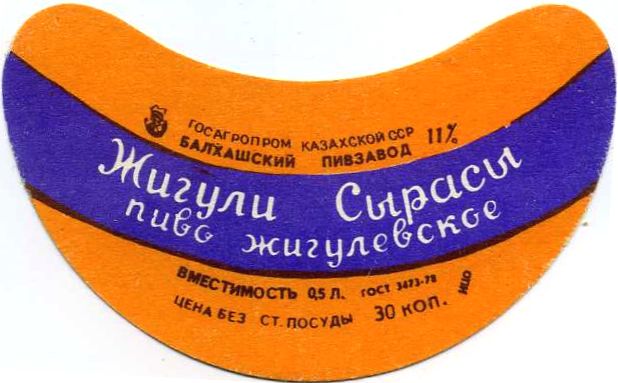 ГОСАГРОПРОМ КАЗАХСКОЙ ССР
БАЛХАШСКИЙ ПИВЗАВОД 11%
Жигули Сырасы
пиво жигулевское
ВМЕСТИМОСТЬ 0,5 Л. ГОСТ 3473-78
ЦЕНА БЕЗ СТ. ПОСУДЫ 30 КОП.